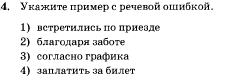 4. Укажите пример с речевой ошибкой.
1) встретились по приезде
2) благодаря заботе
3) согласно графика
4) заплатить за билет